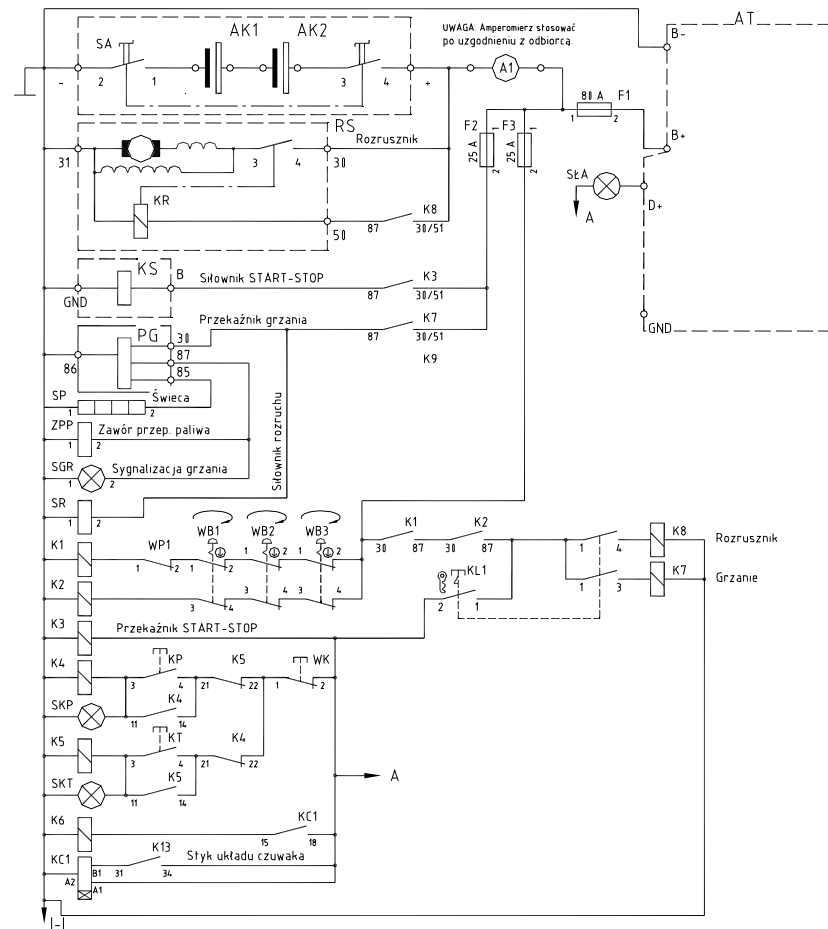 UWAGA. Amperomierz stosować
po uzgodnieniu z odbiorcą
AT
SA AK1 AK2 B-
A1
- 2 1 3 4 +
80 A F1
1 2
RS F2 F3
Rozrusznik 25 A 1 2 25 A 1 2
B+
31 3 4 30
SŁA
A D+
KR
K8
50 87 30/51
KS B Siłownik START-STOP K3
GND 87 30/51
GND
Przekaźnik grzania K7
PG 30 87 30/51
86 87 K9
85
SP Świeca
1 2
ZPP Zawór przep. paliwa
1 2
SGR Sygnalizacja grzania
1 2
Siłownik rozruchu
SR
1 2
WB1 WB2 WB3 K1 K2 K8 Rozrusznik
30 87 30 87 1 4
K1 WP1
1 2 1 2 1 2 1 2
KL1 K7 Grzanie
1 3
K2
3 4 3 4 3 4 2 1
K3 Przekaźnik START-STOP
K4 KP K5 WK
3 4 21 22 1 2
SKP K4
11 14
K5 KT K4
3 4 21 22
SKT K5 A
11 14
K6 KC1
15 18
KC1 K13 Styk układu czuwaka
A2 B1 31 34
A1
|-|